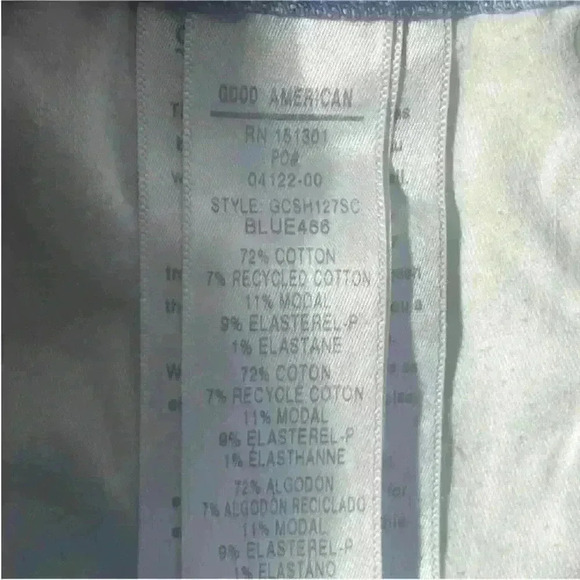 GOOD AMERICAN
RN 151301
PO#
04122-00
STYLE: GCSH127SC
BLUE466
72% COTTON
7% RECYCLED COTTON
11% MODAL
9% ELASTEREL-P
1% ELASTANE
72% COTON
7% RECYCLE COTON
11% MODAL
9% ELASTEREL-P
1% ELASTHANNE
72% ALGODON
7% ALGODÓN RECICLADO
11% MODAL
9% ELASTEREL-P
1% ELASTANO